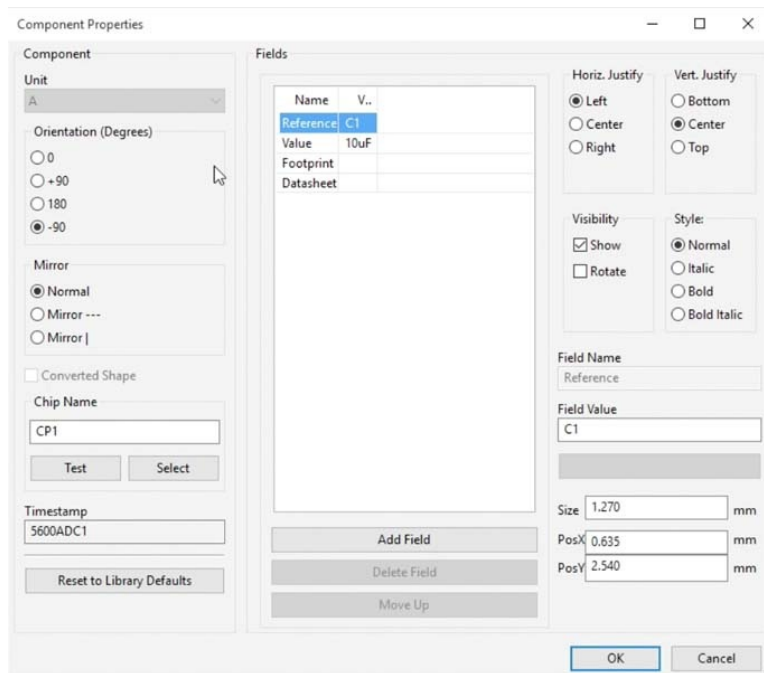 Component Properties
Component
Unit
A
Orientation (Degrees)
0
+90
180
-90
Mirror
Normal
Mirror ---
Mirror |
Converted Shape
Chip Name
CP1
Test Select
Timestamp
5600ADC1
Reset to Library Defaults
Fields
Name V..
Reference C1
Value 10uF
Footprint
Datasheet
Add Field
Delete Field
Move Up
Horiz. Justify
Left
Center
Right
Vert. Justify
Bottom
Center
Top
Visibility
Show
Rotate
Style:
Normal
Italic
Bold
Bold Italic
Field Name
Reference
Field Value
C1
Size 1.270 mm
PosX 0.635 mm
PosY 2.540 mm
OK Cancel